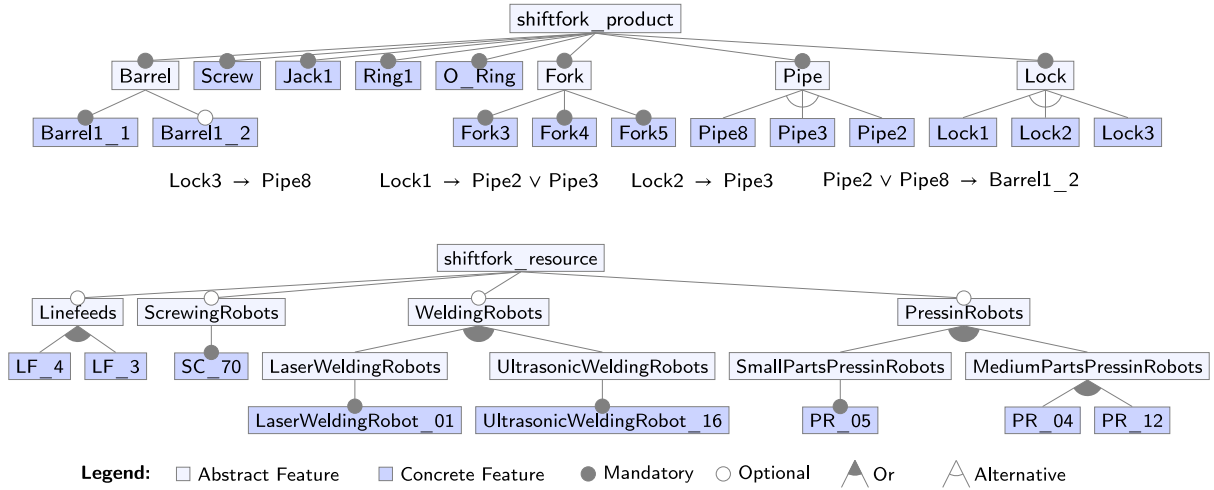 shiftfork_product
Barrel Screw Jack1 Ring1 O_Ring Fork Pipe Lock
Barrel1_1 Barrel1_2 Fork3 Fork4 Fork5 Pipe8 Pipe3 Pipe2 Lock1 Lock2 Lock3
Lock3 → Pipe8 Lock1 → Pipe2 ∨ Pipe3 Lock2 → Pipe3 Pipe2 ∨ Pipe8 → Barrel1_2
shiftfork_resource
Linefeeds ScrewingRobots WeldingRobots PressinRobots
LF_4 LF_3 SC_70 LaserWeldingRobots UltrasonicWeldingRobots SmallPartsPressinRobots MediumPartsPressinRobots
LaserWeldingRobot_01 UltrasonicWeldingRobot_16 PR_05 PR_04 PR_12
Legend: Abstract Feature Concrete Feature Mandatory Optional Or Alternative